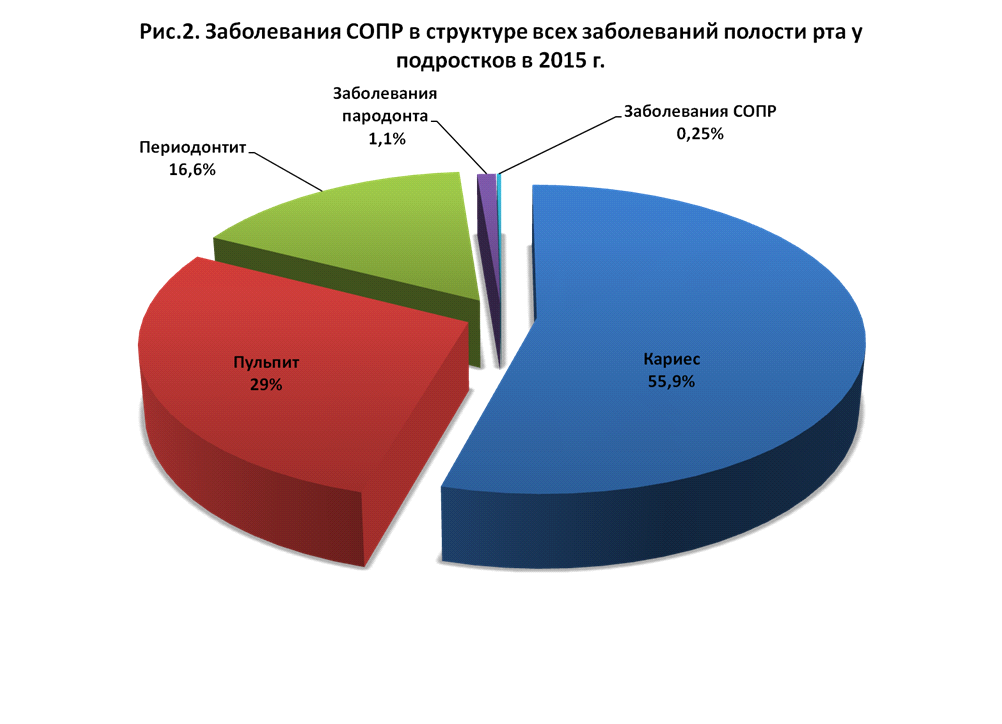 Рис.2. Заболевания СОПР в структуре всех заболеваний полости рта у
подростков в 2015 г.
Заболевания
пародонта
1,1%
Заболевания СОПР
0,25%
Периодонтит
16,6%
Пульпит
29%
Кариес
55,9%